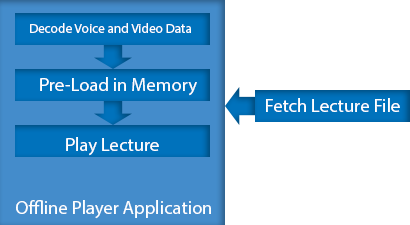 Decode Voice and Video Data
Pre-Load in Memory
Fetch Lecture File
Play Lecture
Offline Player Application